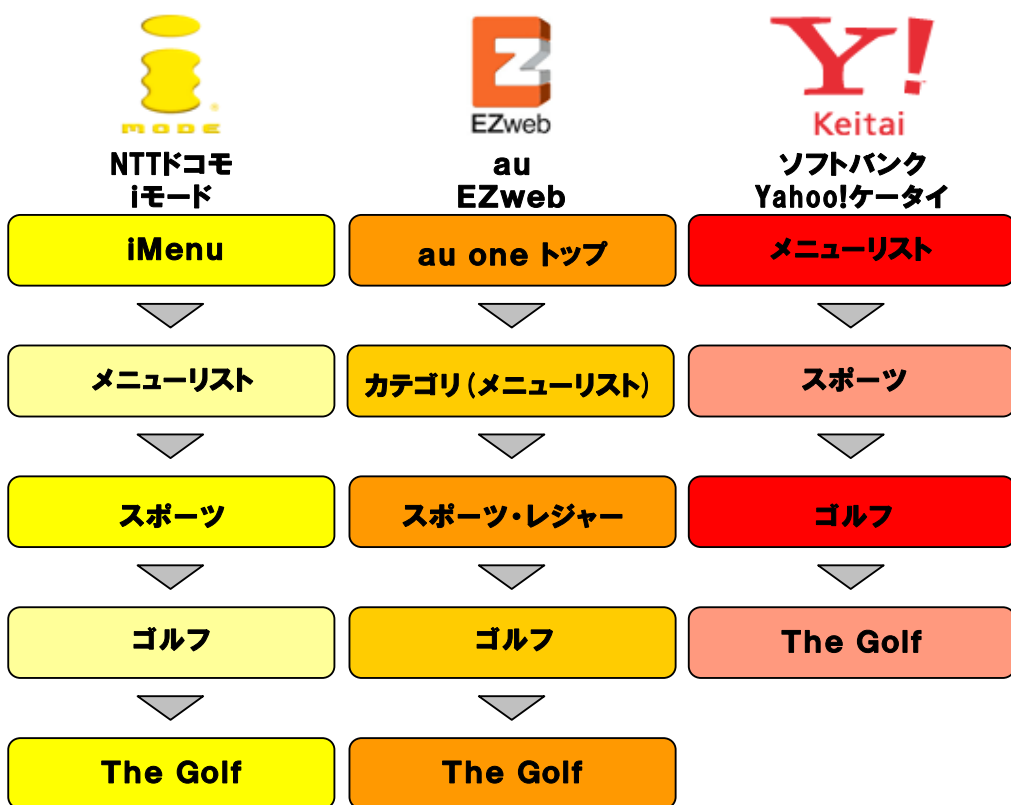 MODE
NTTドコモ
iモード
iMenu
メニューリスト
スポーツ
ゴルフ
The Golf
EZweb
au
EZweb
au one トップ
カテゴリ(メニューリスト)
スポーツ・レジャー
ゴルフ
The Golf
Y!
Keitai
ソフトバンク
Yahoo!ケータイ
メニューリスト
スポーツ
ゴルフ
The Golf